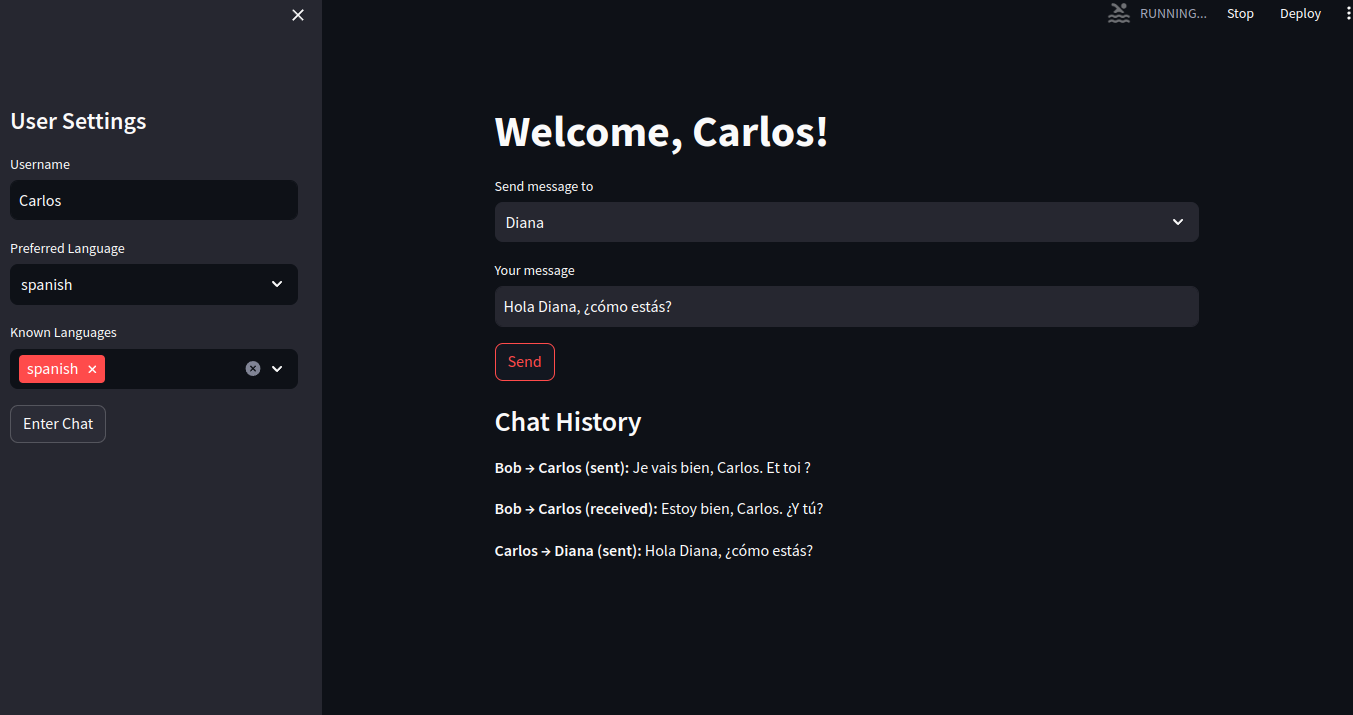 RUNNING...
Stop
Deploy
User Settings
Username
Carlos
Preferred Language
spanish
Known Languages
spanish
Enter Chat
Welcome, Carlos!
Send message to
Diana
Your message
Hola Diana, ¿cómo estás?
Send
Chat History
Bob → Carlos (sent): Je vais bien, Carlos. Et toi ?
Bob → Carlos (received): Estoy bien, Carlos. ¿Y tú?
Carlos → Diana (sent): Hola Diana, ¿cómo estás?